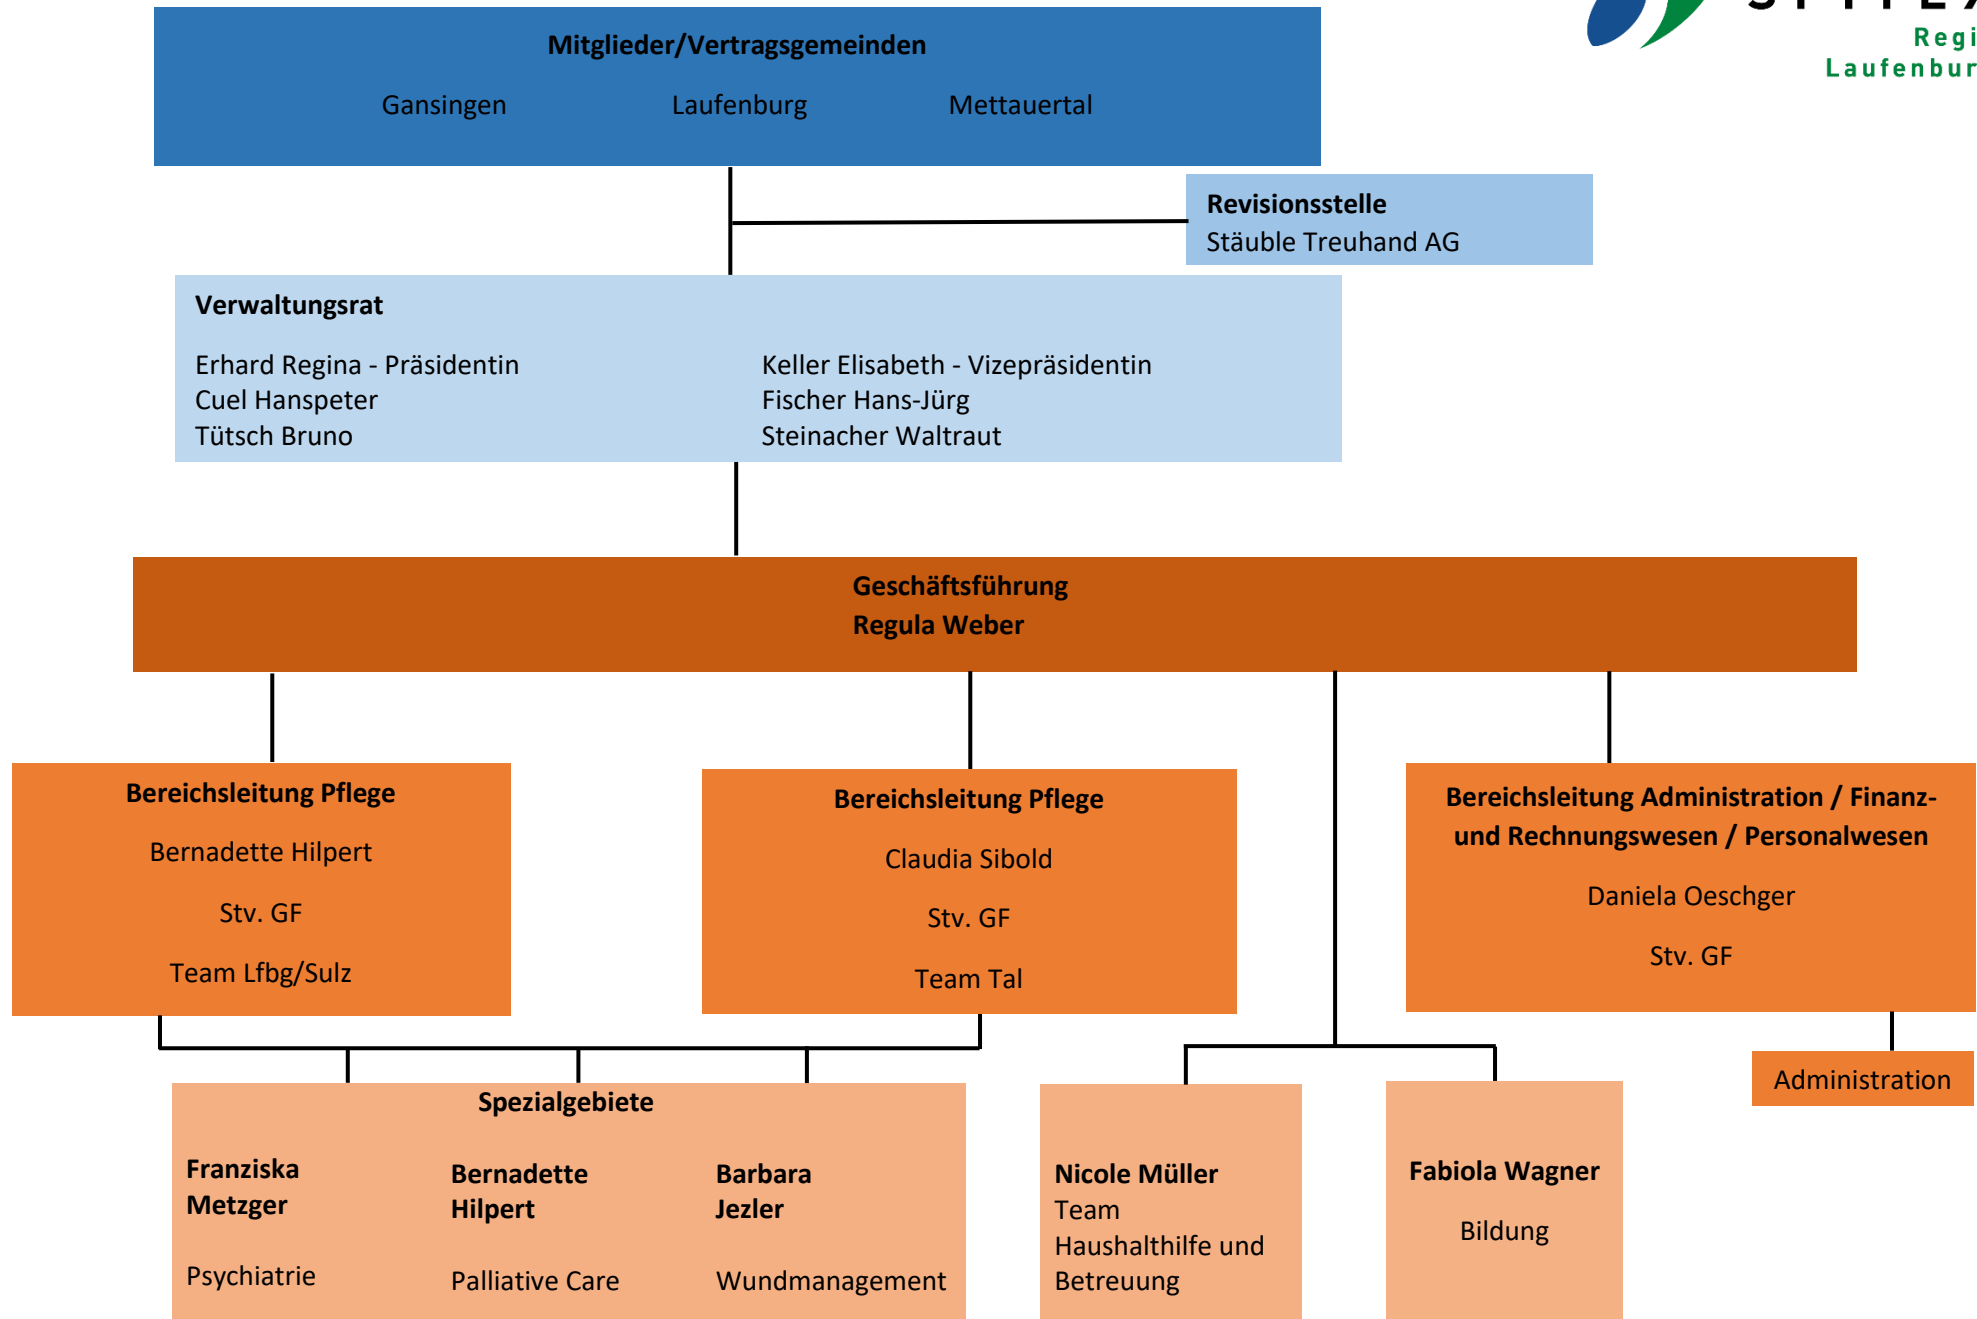 Mitglieder/Vertragsgemeinden
Gansingen Laufenburg Mettauertal
Laufenbur
Revisionsstelle
Stäuble Treuhand AG
Verwaltungsrat
Erhard Regina - Präsidentin
Cuel Hanspeter
Tütsch Bruno
Keller Elisabeth - Vizepräsidentin
Fischer Hans-Jürg
Steinacher Waltraut
Geschäftsführung
Regula Weber
Bereichsleitung Pflege
Bernadette Hilpert
Stv. GF
Team Lfbg/Sulz
Bereichsleitung Pflege
Claudia Sibold
Stv. GF
Team Tal
Bereichsleitung Administration / Finanz-
und Rechnungswesen / Personalwesen
Daniela Oeschger
Stv. GF
Administration
Spezialgebiete
Franziska
Metzger
Psychiatrie
Bernadette
Hilpert
Palliative Care
Barbara
Jezler
Wundmanagement
Nicole Müller
Team
Haushalthilfe und
Betreuung
Fabiola Wagner
Bildung